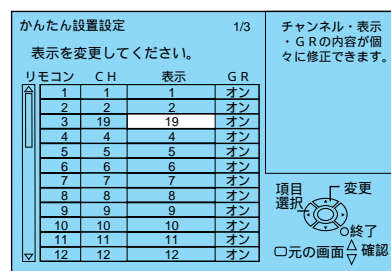 かんたん設置設定 1/3
表示を変更してください。
リモコン CH 表示 GR
1 1 1 オン
2 2 2 オン
3 19 19 オン
4 4 4 オン
5 5 5 オン
6 6 6 オン
7 7 7 オン
8 8 8 オン
9 9 9 オン
10 10 10 オン
11 11 11 オン
12 12 12 オン
チャンネル・表示
・GRの内容が個
々に修正できます。
項目
選択
変更
終了
元の画面
確認